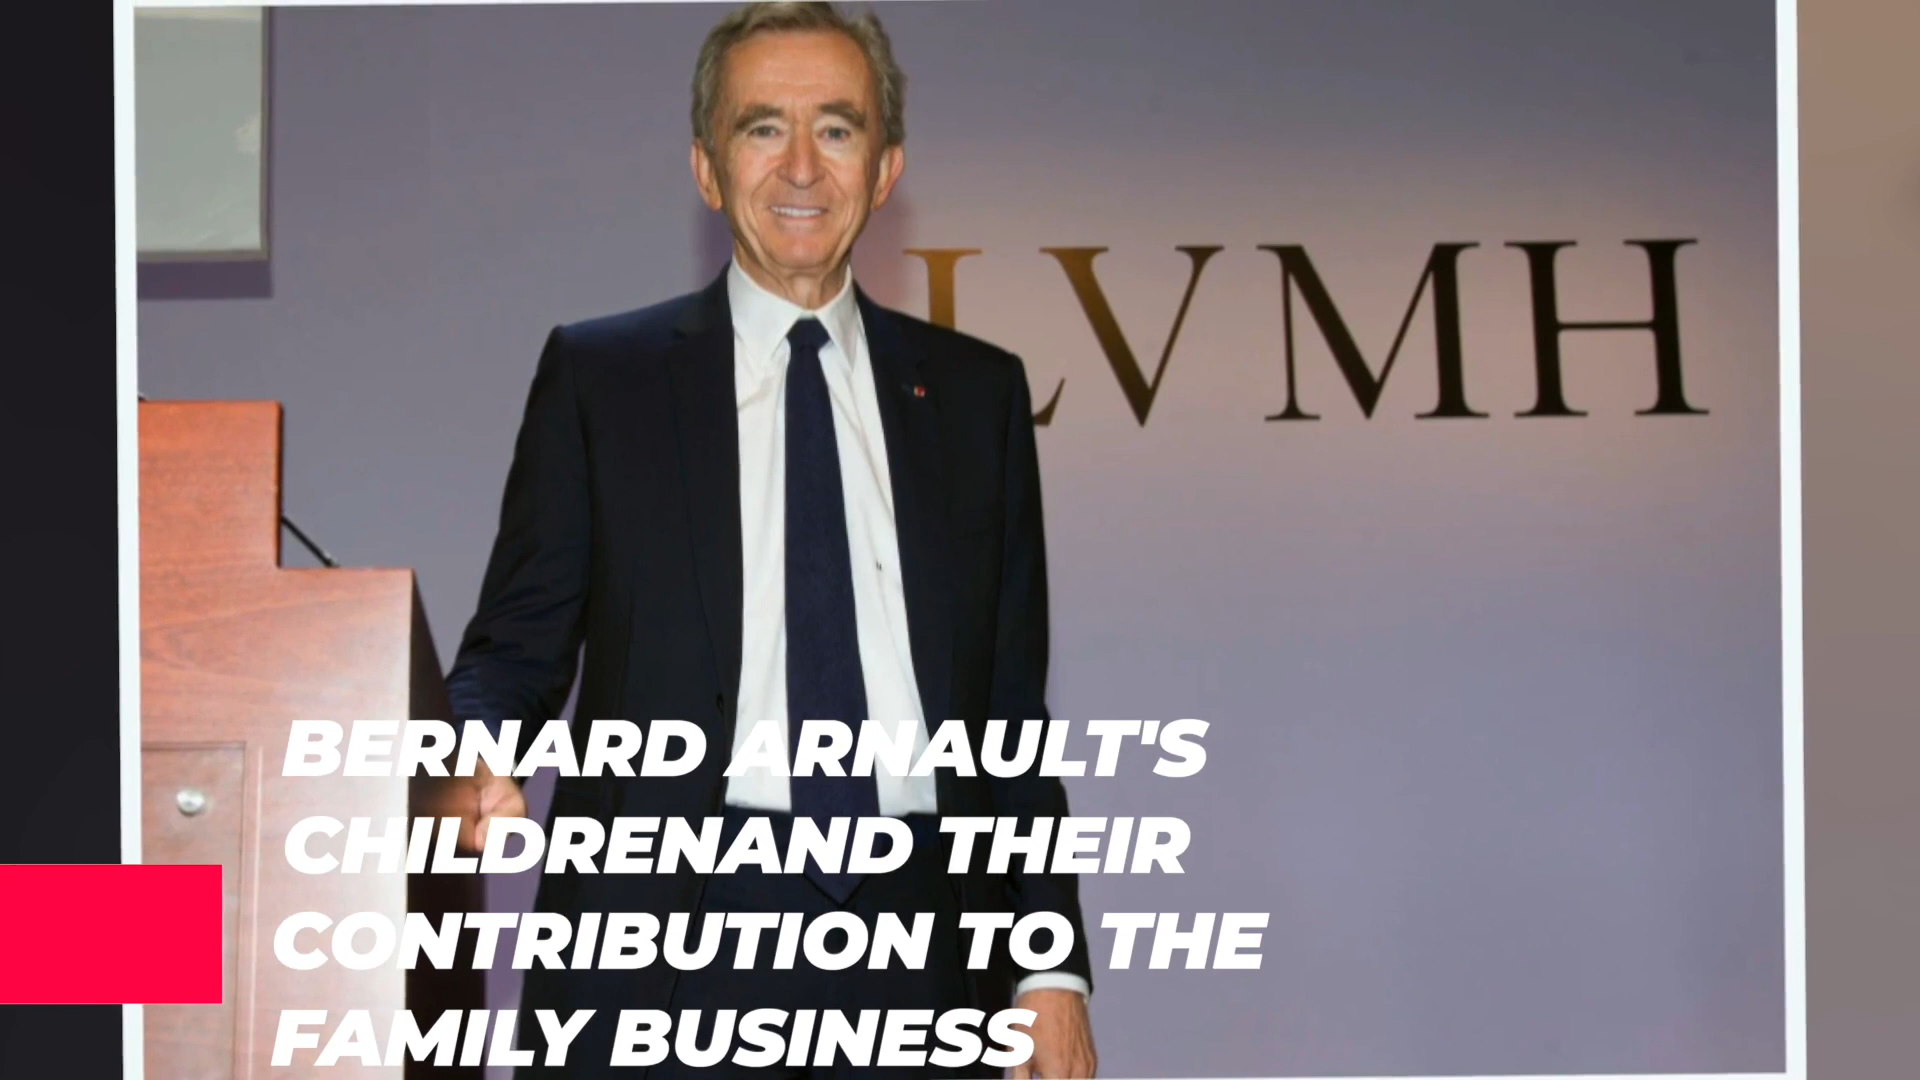 LVMH
BERNARD ARNAULT'S
CHILDRENAND THEIR
CONTRIBUTION TO THE
FAMILY BUSINESS